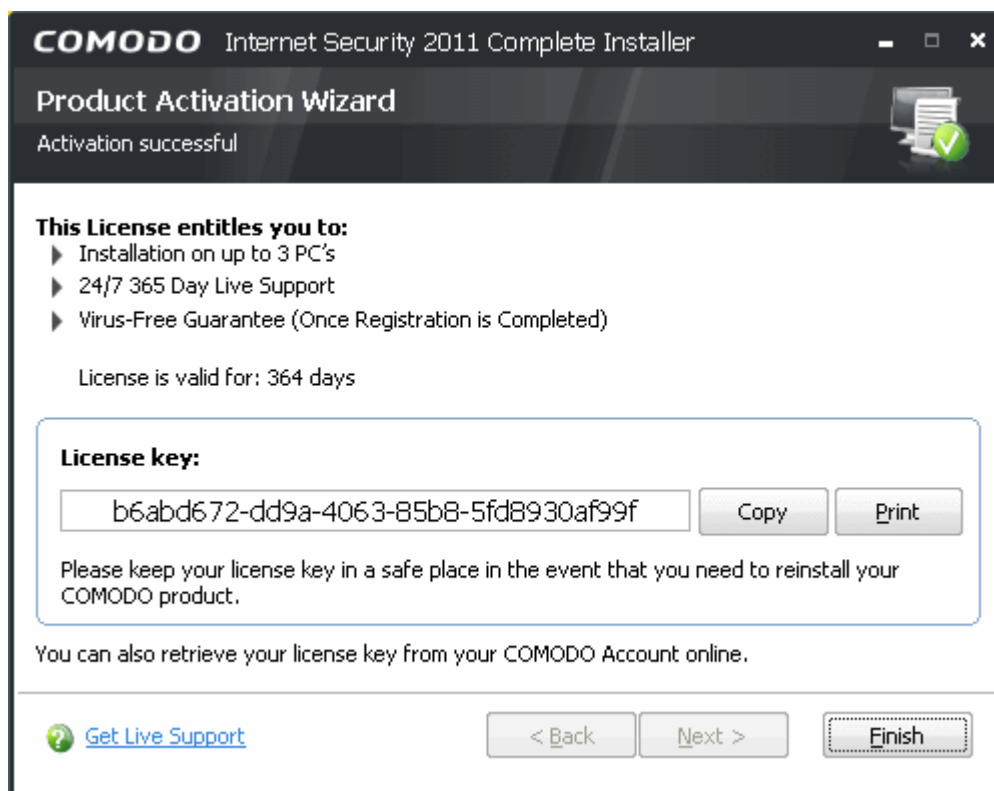 COMODO Internet Security 2011 Complete Installer
Product Activation Wizard
Activation successful
This License entitles you to:
Installation on up to 3 PC's
24/7 365 Day Live Support
Virus-Free Guarantee (Once Registration is Completed)
License is valid for: 364 days
License key:
b6abd672-dd9a-4063-85b8-5fd8930af99f
Copy
Print
Please keep your license key in a safe place in the event that you need to reinstall your
COMODO product.
You can also retrieve your license key from your COMODO Account online.
Get Live Support
< Back
Next >
Finish